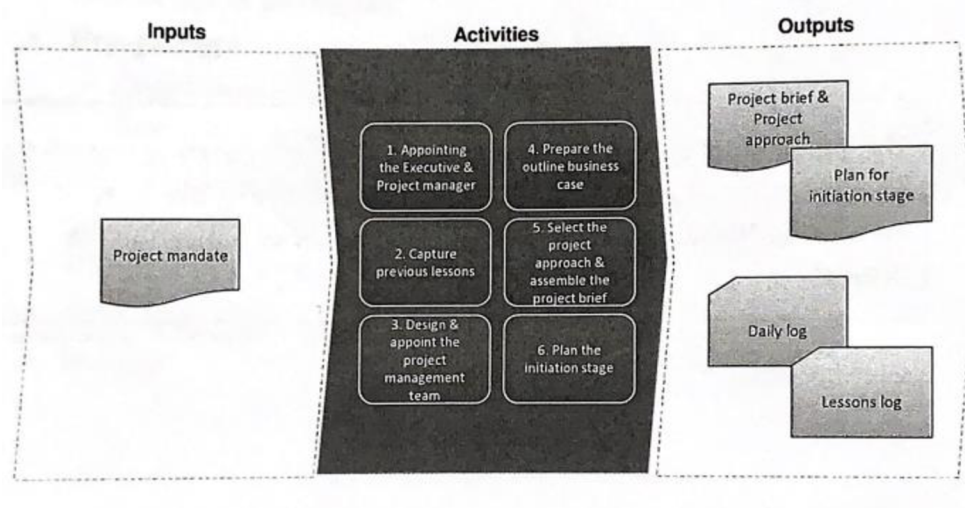 Inputs
Activities
Outputs
Project mandate
1. Appointing
the Executive &
Project manager
2. Capture
previous lessons
3. Design &
appoint the
project
management
team
4. Prepare the
outline business
case
5. Select the
project
approach &
assemble the
project brief
6. Plan the
initiation stage
Project brief &
Project
approach
Plan for
initiation stage
Daily log
Lessons log